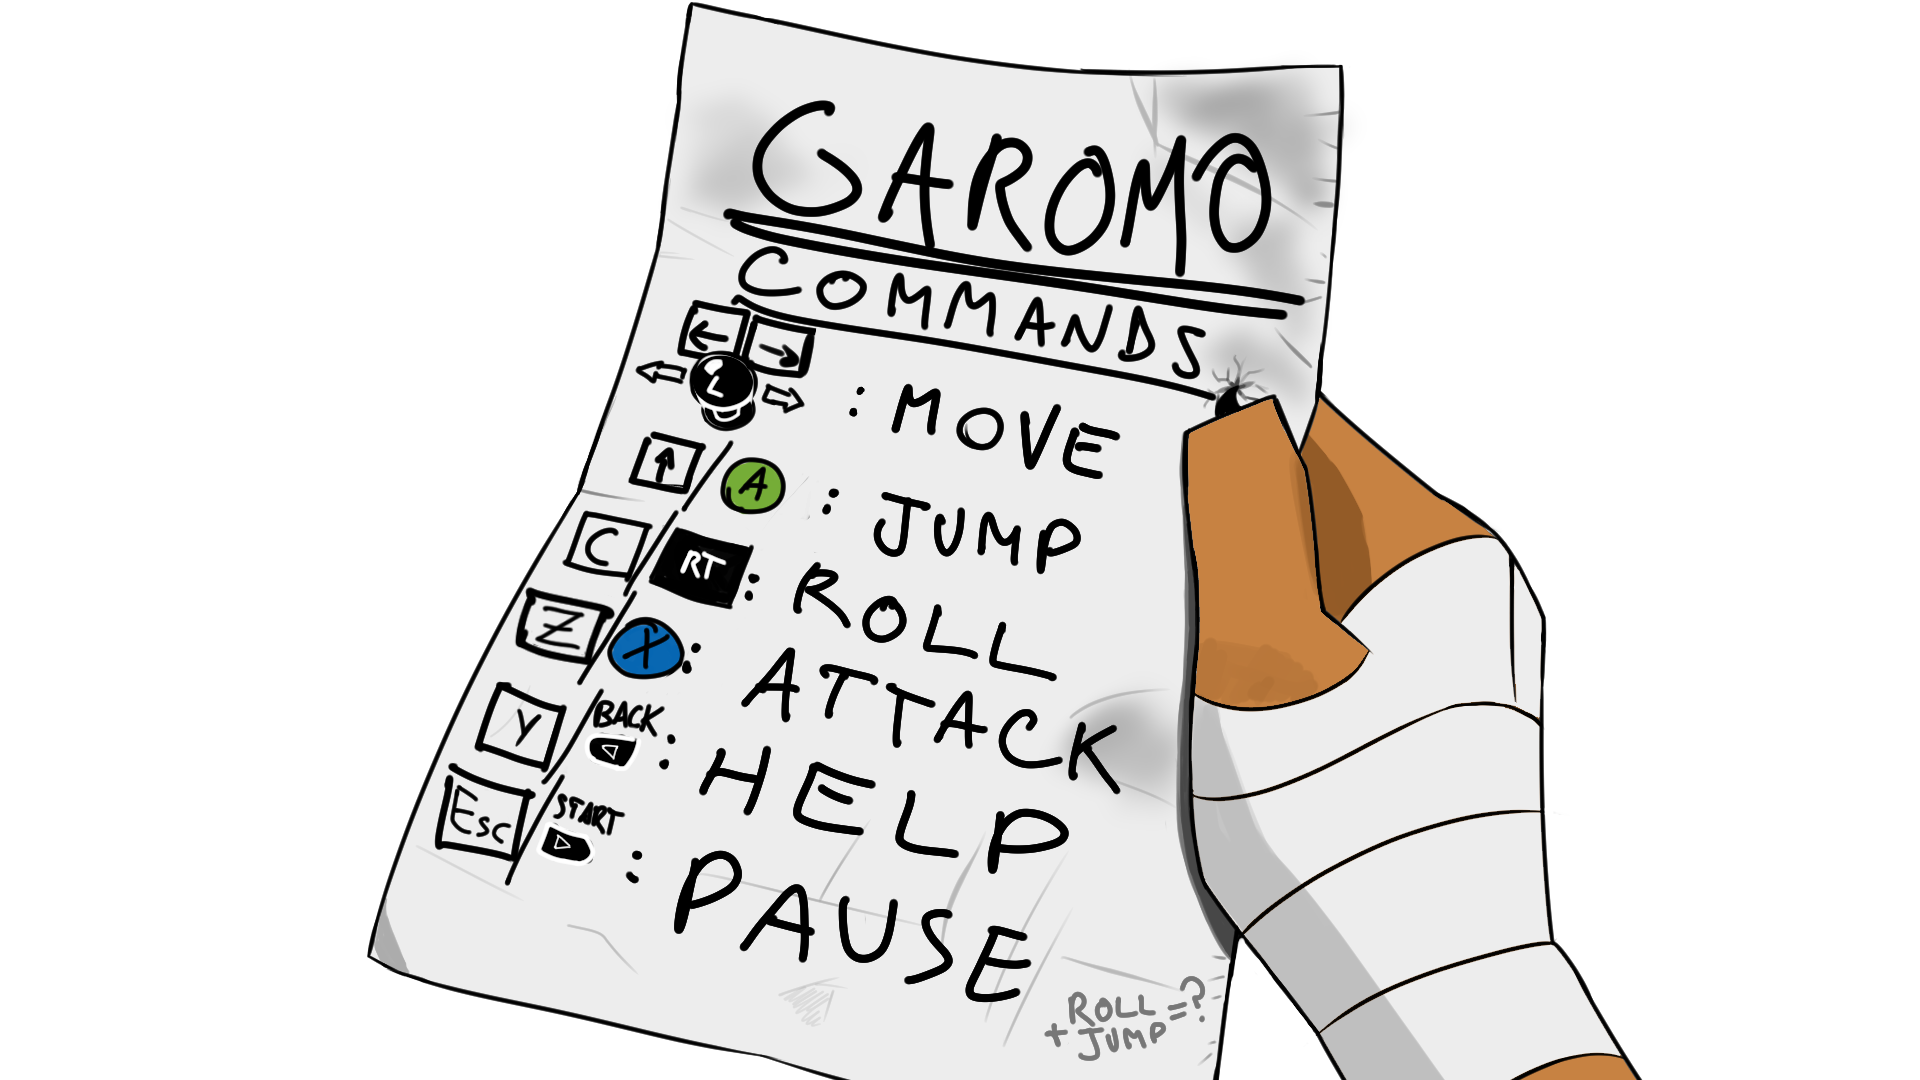 GAROMO
COMMANDS
← →
⇦ L ⇨ : MOVE
↑ / A : JUMP
C / RT : ROLL
Z / X : ATTACK
Y / BACK : HELP
Esc / START : PAUSE
ROLL
+ JUMP =?